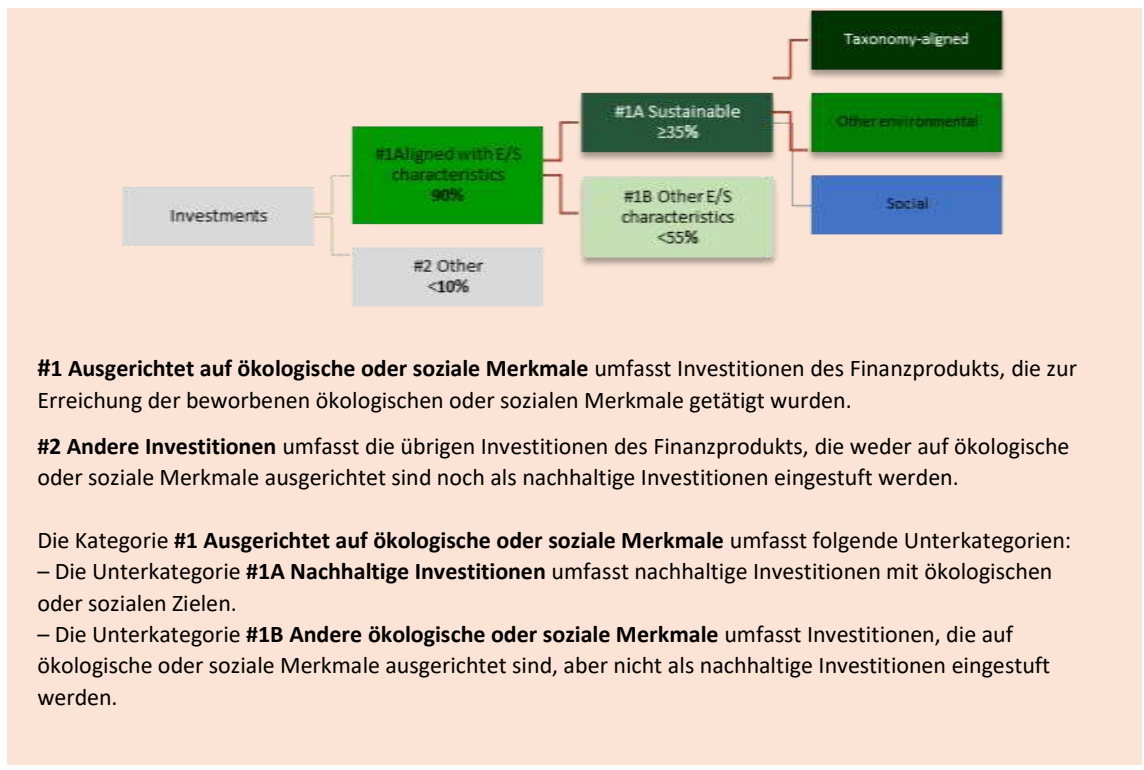 Taxonomy-aligned
#1A Sustainable
≥35%
Other environmental
#1Aligned with E/S
characteristics
90%
#1B Other E/S
characteristics
<55%
Social
Investments
#2 Other
<10%
#1 Ausgerichtet auf ökologische oder soziale Merkmale umfasst Investitionen des Finanzprodukts, die zur
Erreichung der beworbenen ökologischen oder sozialen Merkmale getätigt wurden.
#2 Andere Investitionen umfasst die übrigen Investitionen des Finanzprodukts, die weder auf ökologische
oder soziale Merkmale ausgerichtet sind noch als nachhaltige Investitionen eingestuft werden.
Die Kategorie #1 Ausgerichtet auf ökologische oder soziale Merkmale umfasst folgende Unterkategorien:
– Die Unterkategorie #1A Nachhaltige Investitionen umfasst nachhaltige Investitionen mit ökologischen
oder sozialen Zielen.
– Die Unterkategorie #1B Andere ökologische oder soziale Merkmale umfasst Investitionen, die auf
ökologische oder soziale Merkmale ausgerichtet sind, aber nicht als nachhaltige Investitionen eingestuft
werden.